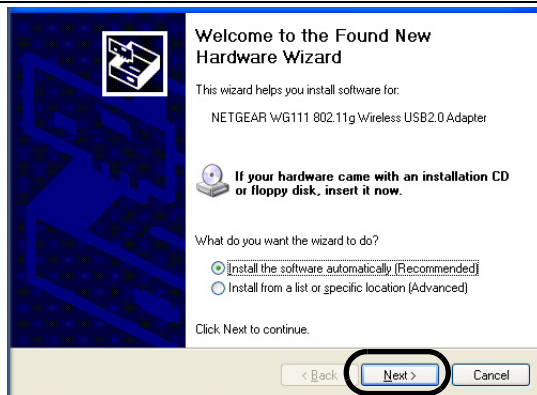 Welcome to the Found New
Hardware Wizard
This wizard helps you install software for:
NETGEAR WG111 802.11g Wireless USB2.0 Adapter
If your hardware came with an installation CD
or floppy disk, insert it now.
What do you want the wizard to do?
Install the software automatically (Recommended)
Install from a list or specific location (Advanced)
Click Next to continue.
< Back Next > Cancel